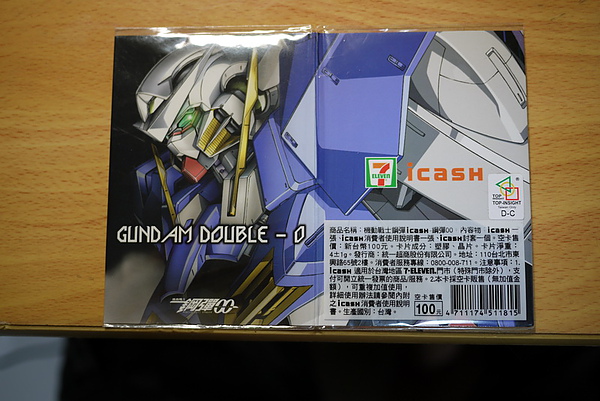 GUNDAM DOUBLE - 0
鋼彈00
7
ELEVEN
icash
TOP TOP-INSIGHT
Taiwan Only
D-C
商品名稱：機動戰士鋼彈icash-鋼彈00‧內容物：icash一
張、icash消費者使用說明書一張、icash封套一個。空卡售
價：新台幣100元。卡片成分：塑膠、晶片。卡片淨重：
4±1g。發行商：統一超商股份有限公司。地址：110台北市東
興路65號2樓。消費者服務專線：0800-008-711。注意事項：1.
icash 適用於台灣地區7-ELEVEN.門市（特殊門市除外），支
付可開立統一發票的商品/服務。2.本卡採空卡販售（無加值金
額），可重複加值使用。
詳細使用辦法請參閱內附
之icash消費者使用說明
書。生產國別：台灣。
空卡售價
100元
4 711174 511815